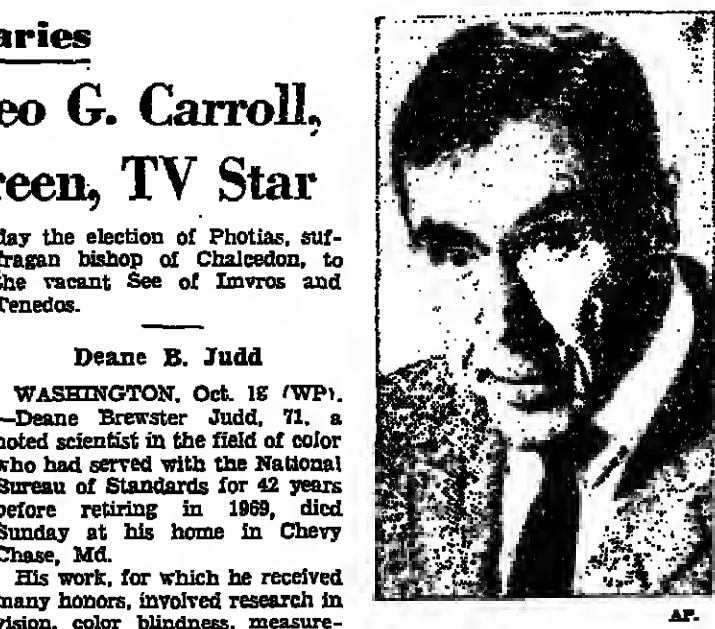 aries
eo G. Carroll,
reen, TV Star
day the election of Photias, suf-
fragan bishop of Chalcedon, to
the vacant See of Imvros and
Tenedos.
Deane B. Judd
WASHINGTON, Oct. 18 (WP).
—Deane Brewster Judd, 71, a
noted scientist in the field of color
who had served with the National
Bureau of Standards for 42 years
before retiring in 1969, died
Sunday at his home in Chevy
Chase, Md.
His work, for which he received
many honors, involved research in
vision, color blindness, measure-
AP.